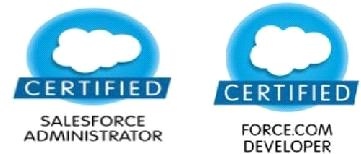 CERTIFIED
SALESFORCE
ADMINISTRATOR
CERTIFIED
FORCE.COM
DEVELOPER